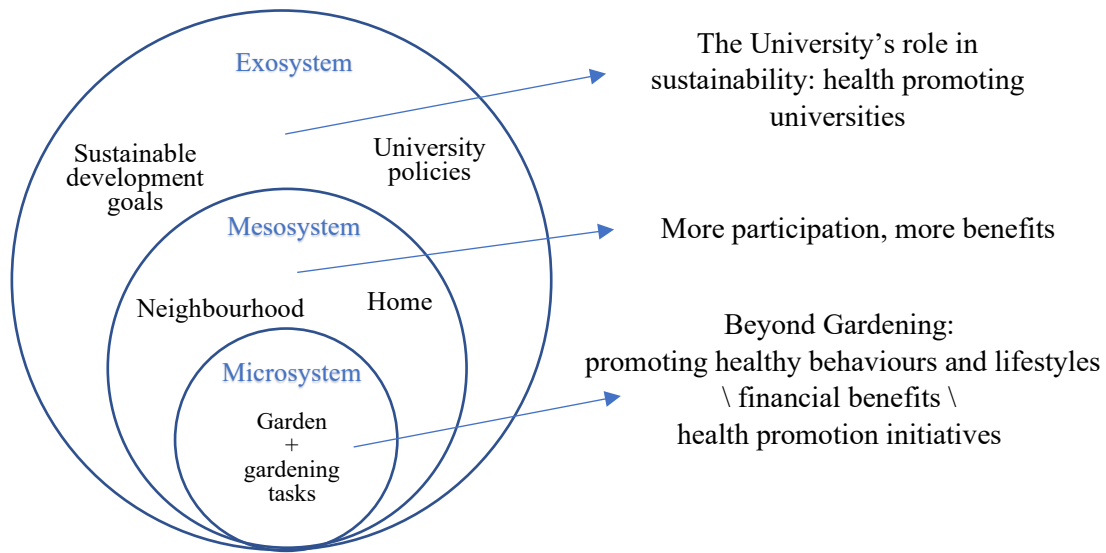 Exosystem
Sustainable
development
goals
University
policies
Mesosystem
Neighbourhood
Home
Microsystem
Garden
+
gardening
tasks
The University’s role in
sustainability: health promoting
universities
More participation, more benefits
Beyond Gardening:
promoting healthy behaviours and lifestyles
\ financial benefits \
health promotion initiatives